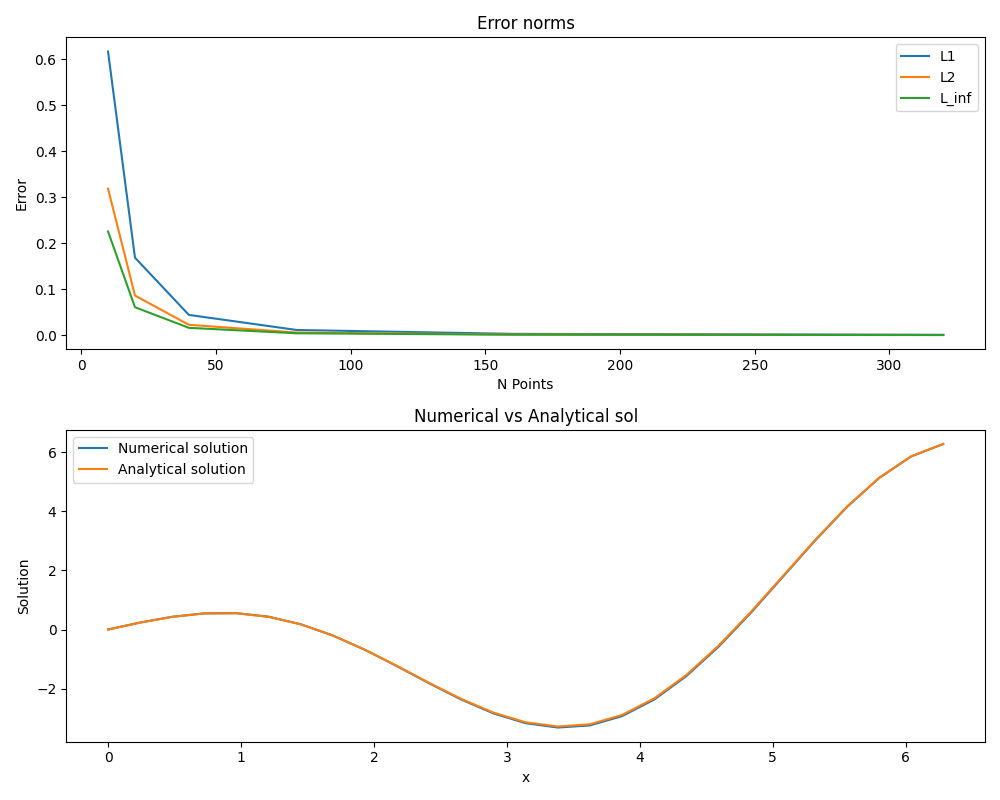 Error norms
L1
L2
L_inf
Error
0.6
0.5
0.4
0.3
0.2
0.1
0.0
0 50 100 150 200 250 300
N Points
Numerical vs Analytical sol
Numerical solution
Analytical solution
Solution
6
4
2
0
−2
0 1 2 3 4 5 6
x